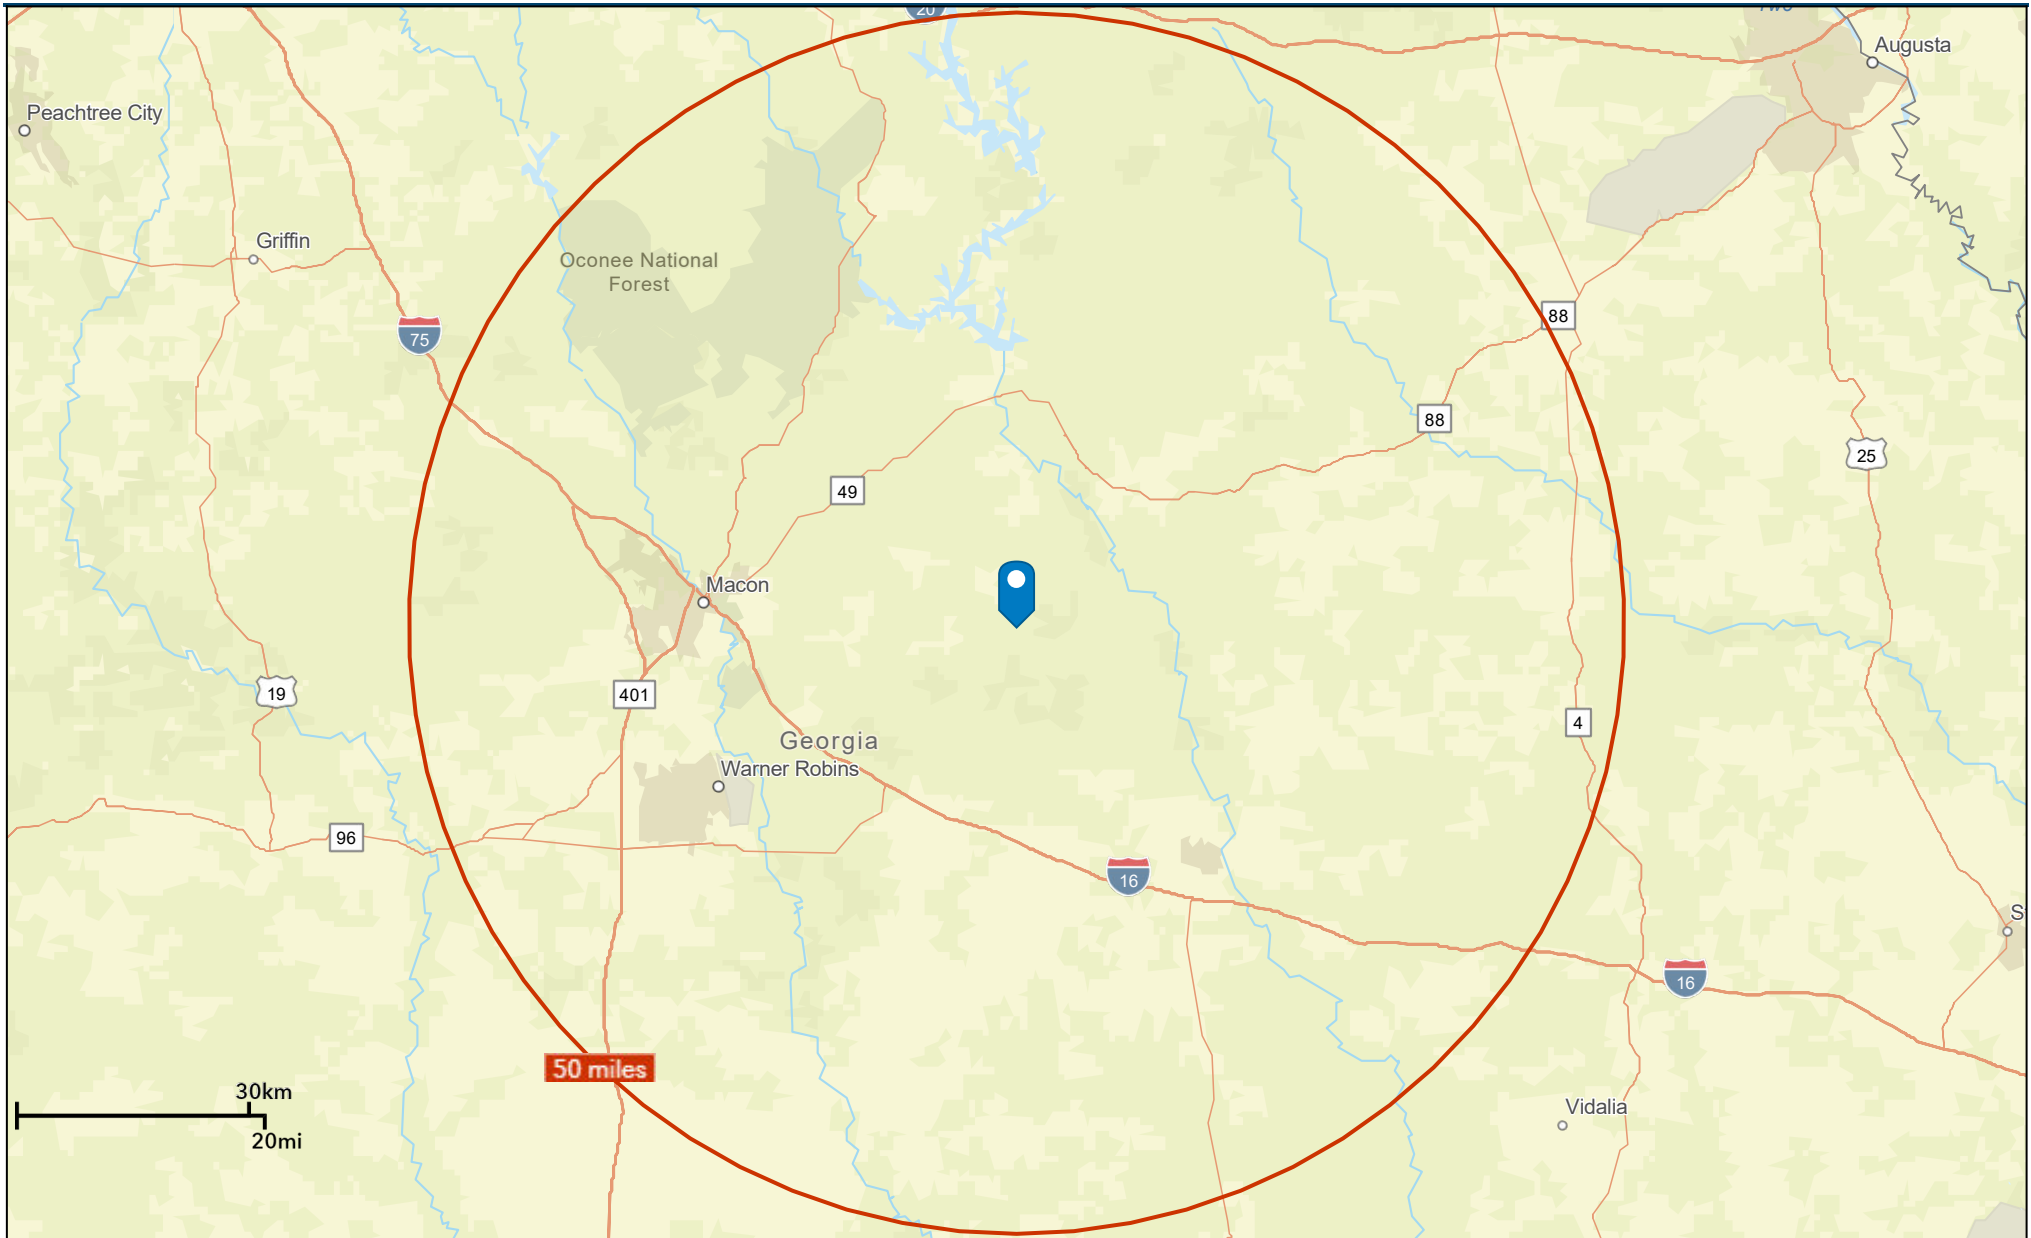 20
Augusta
Peachtree City
Griffin
Oconee National
Forest
88
75
88
25
49
Macon
19
401
4
Georgia
Warner Robins
96
16
16
50 miles
30km
20mi
Vidalia